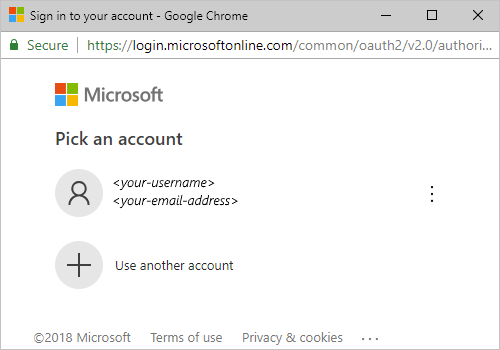 Sign in to your account - Google Chrome
Secure | https://login.microsoftonline.com/common/oauth2/v2.0/authori...
Microsoft
Pick an account
<your-username>
<your-email-address>
Use another account
©2018 Microsoft Terms of use Privacy & cookies ...